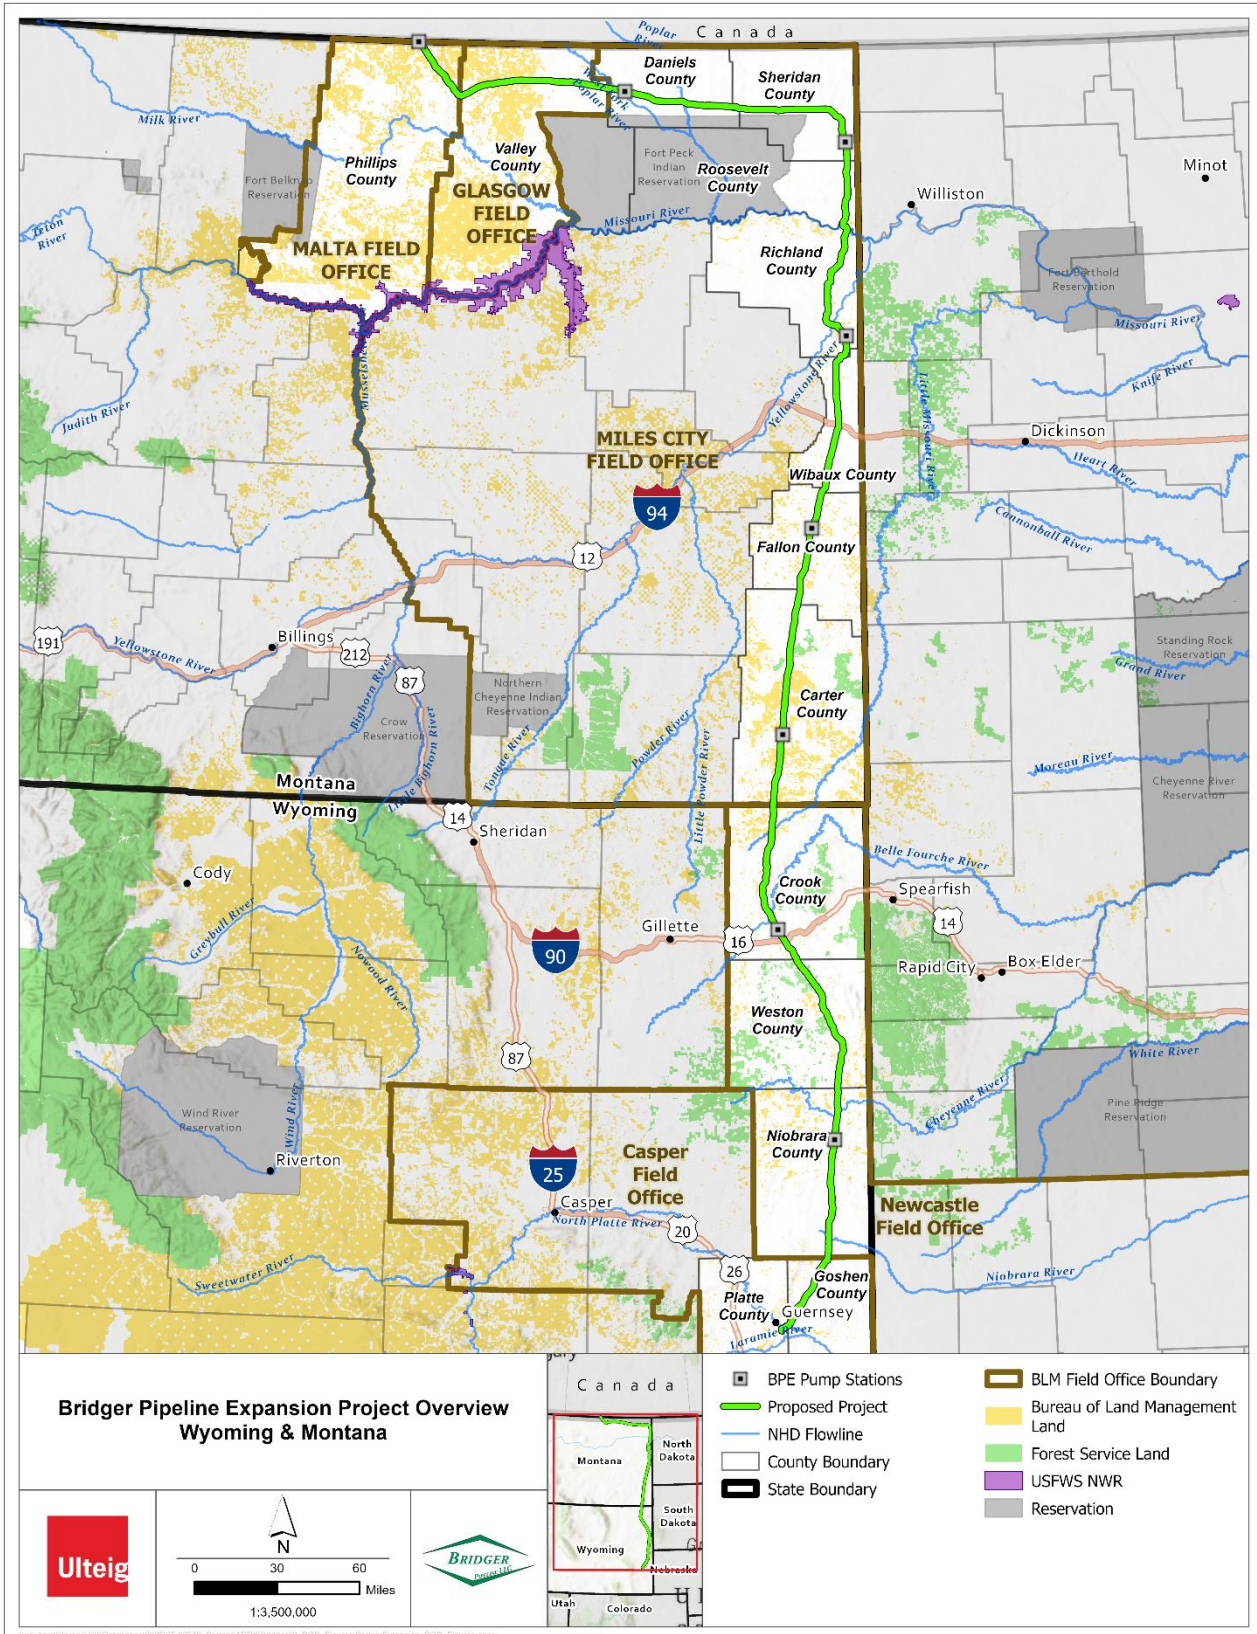 Canada
Poplar
River
Daniels
County
Sheridan
County
West Fork
Poplar River
Milk River
Fort Belknap
Reservation
Phillips
County
Valley
County
Fort Peck
Indian
Reservation
Roosevelt
County
Minot
Williston
GLASGOW
FIELD
OFFICE
Missouri River
Teton
River
MALTA FIELD
OFFICE
Richland
County
Fort Berthold
Reservation
Missouri River
Knife River
Judith River
Yellowstone River
Little Missouri River
Dickinson
Heart River
MILES CITY
FIELD OFFICE
94
Wibaux County
Cannonball River
Fallon County
12
191
Yellowstone River
Billings
212
87
Bighorn River
Crow
Reservation
Little Bighorn River
Northern
Cheyenne Indian
Reservation
Tongue River
Powder River
Little Powder River
Carter
County
Standing Rock
Reservation
Grand River
Moreau River
Cheyenne River
Reservation
Montana
Wyoming
14
Sheridan
Cody
Belle Fourche River
Crook
County
Spearfish
14
Greybull River
Nowood River
Gillette
16
90
Rapid City
Box Elder
Weston
County
87
White River
Pine Ridge
Reservation
Cheyenne River
Wind River
Reservation
Wind River
Riverton
Niobrara
County
Casper
Field
Office
25
Casper
North Platte River
20
Newcastle
Field Office
Sweetwater River
26
Niobrara River
Platte
County
Goshen
County
Guernsey
Laramie River
Bridger Pipeline Expansion Project Overview
Wyoming & Montana
Ulteig
N
0 30 60
Miles
1:3,500,000
BRIDGER
PIPELINE LLC
Canada
Montana
North
Dakota
South
Dakota
Wyoming
Nebraska
Utah
Colorado
BPE Pump Stations
Proposed Project
NHD Flowline
County Boundary
State Boundary
BLM Field Office Boundary
Bureau of Land Management
Land
Forest Service Land
USFWS NWR
Reservation